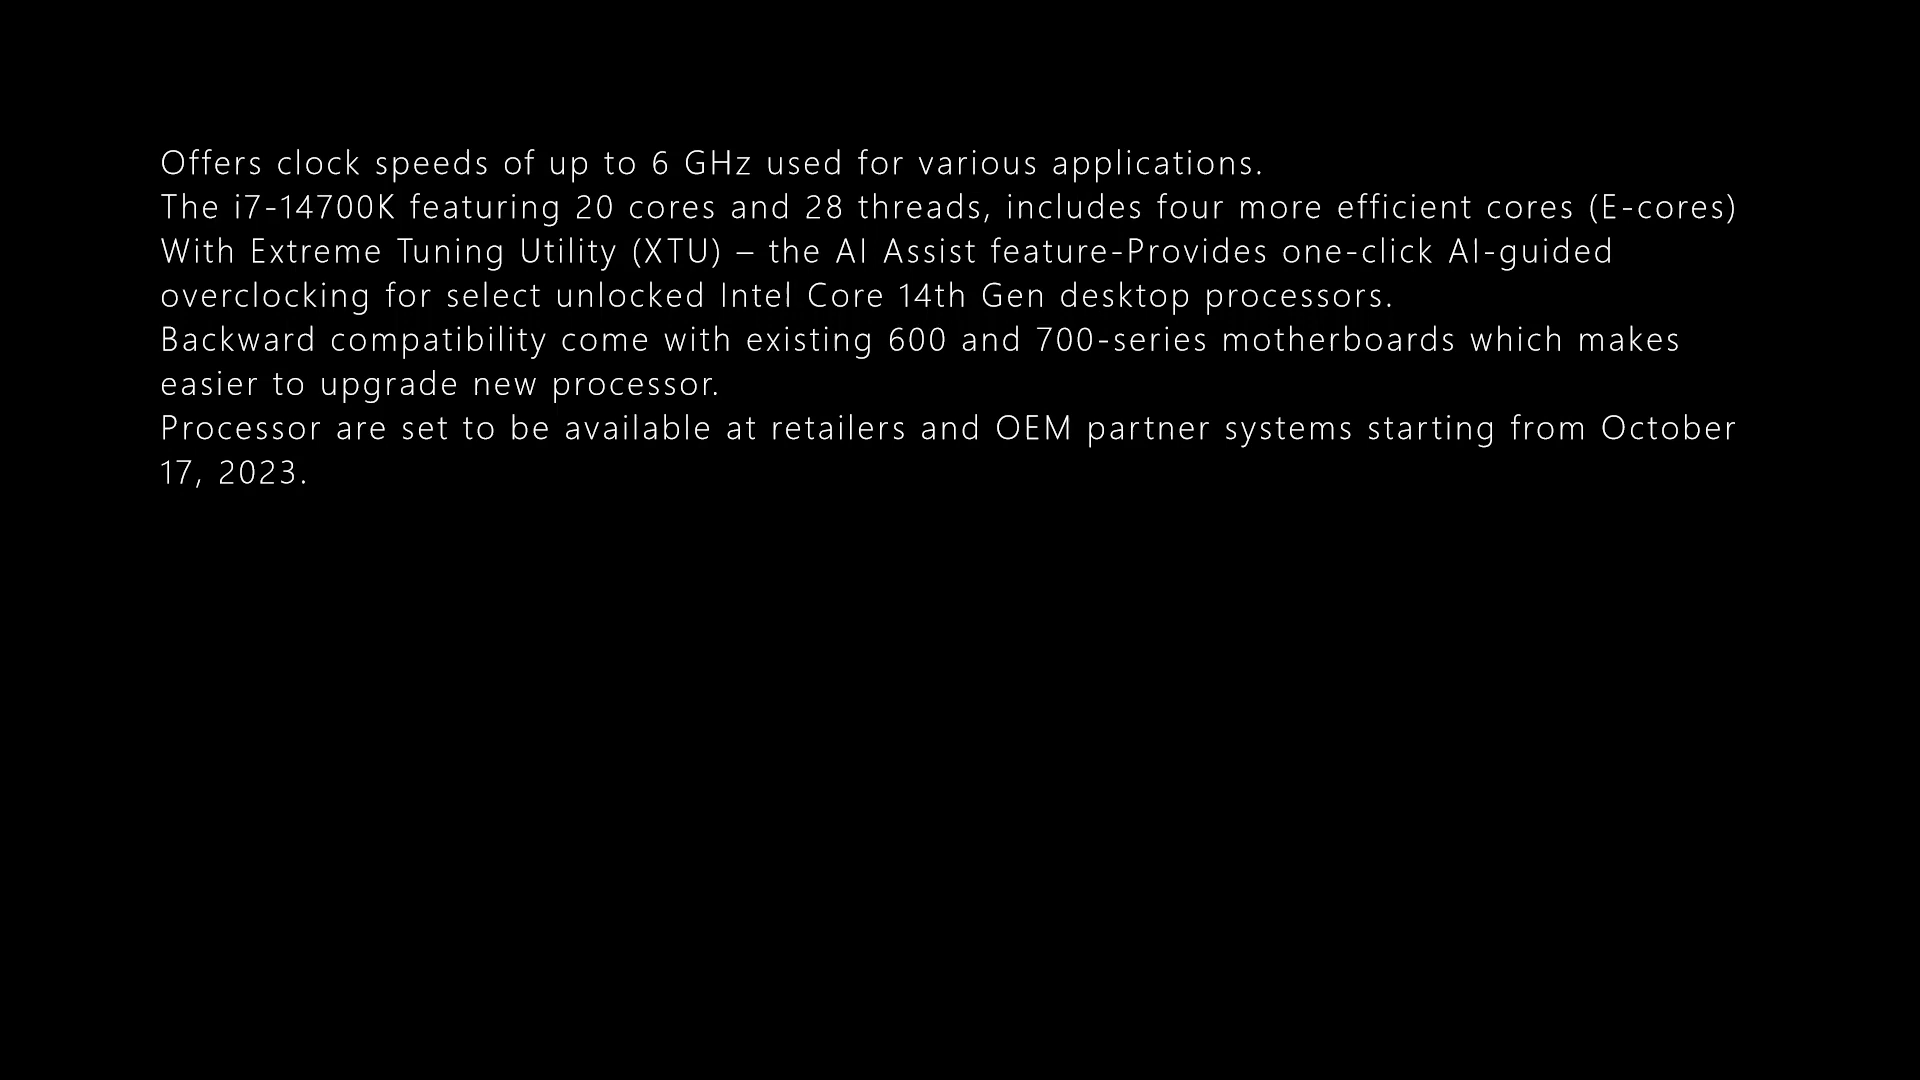 Offers clock speeds of up to 6 GHz used for various applications.
The i7-14700K featuring 20 cores and 28 threads, includes four more efficient cores (E-cores)
With Extreme Tuning Utility (XTU) – the AI Assist feature-Provides one-click AI-guided
overclocking for select unlocked Intel Core 14th Gen desktop processors.
Backward compatibility come with existing 600 and 700-series motherboards which makes
easier to upgrade new processor.
Processor are set to be available at retailers and OEM partner systems starting from October
17, 2023.